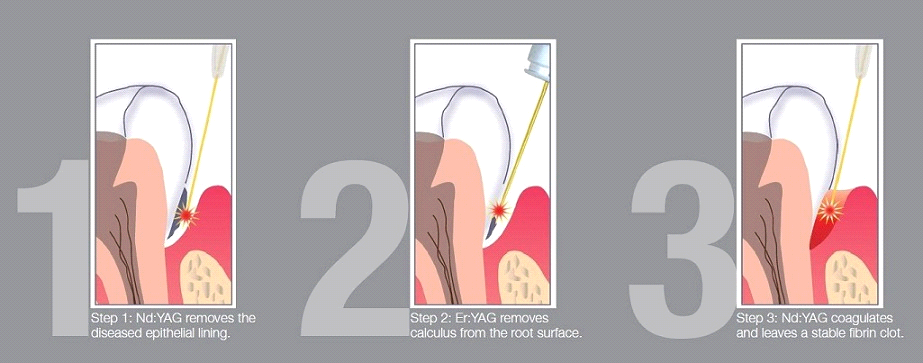 1
Step 1: Nd:YAG removes the
diseased epithelial lining.
2
Step 2: Er:YAG removes
calculus from the root surface.
3
Step 3: Nd:YAG coagulates
and leaves a stable fibrin clot.